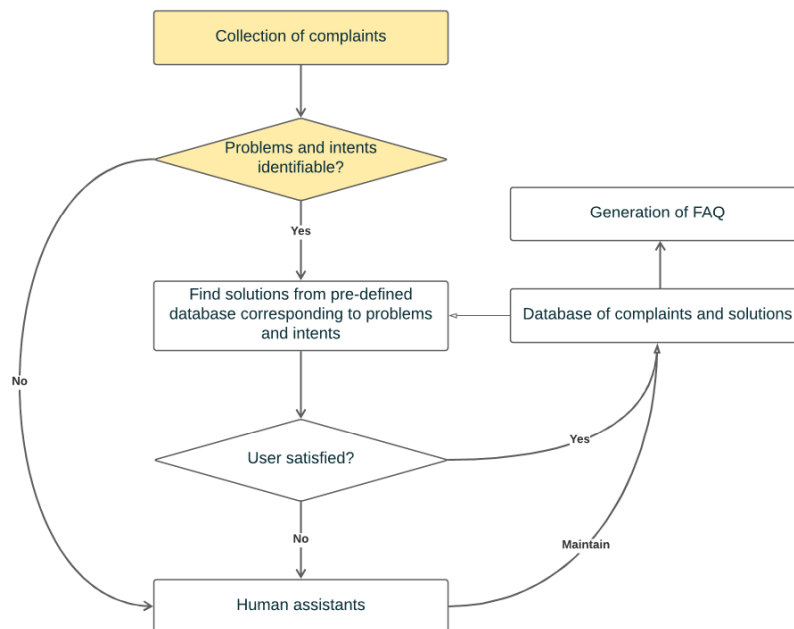 Collection of complaints
Problems and intents
identifiable?
Yes
Generation of FAQ
Find solutions from pre-defined
database corresponding to problems
and intents
Database of complaints and solutions
No
User satisfied?
Yes
No
Maintain
Human assistants